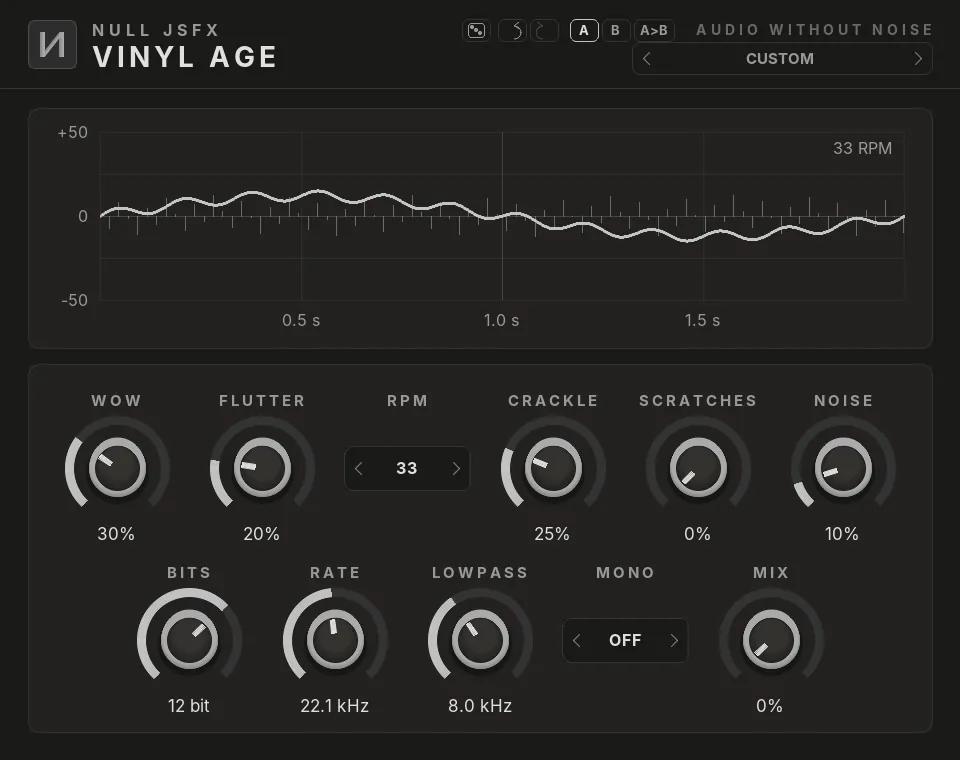 NULL JSFX
VINYL AGE
A B A>B
AUDIO WITHOUT NOISE
CUSTOM
+50
33 RPM
0
-50
0.5 s 1.0 s 1.5 s
WOW FLUTTER RPM CRACKLE SCRATCHES NOISE
33
30% 20% 25% 0% 10%
BITS RATE LOWPASS MONO MIX
OFF
12 bit 22.1 kHz 8.0 kHz 0%